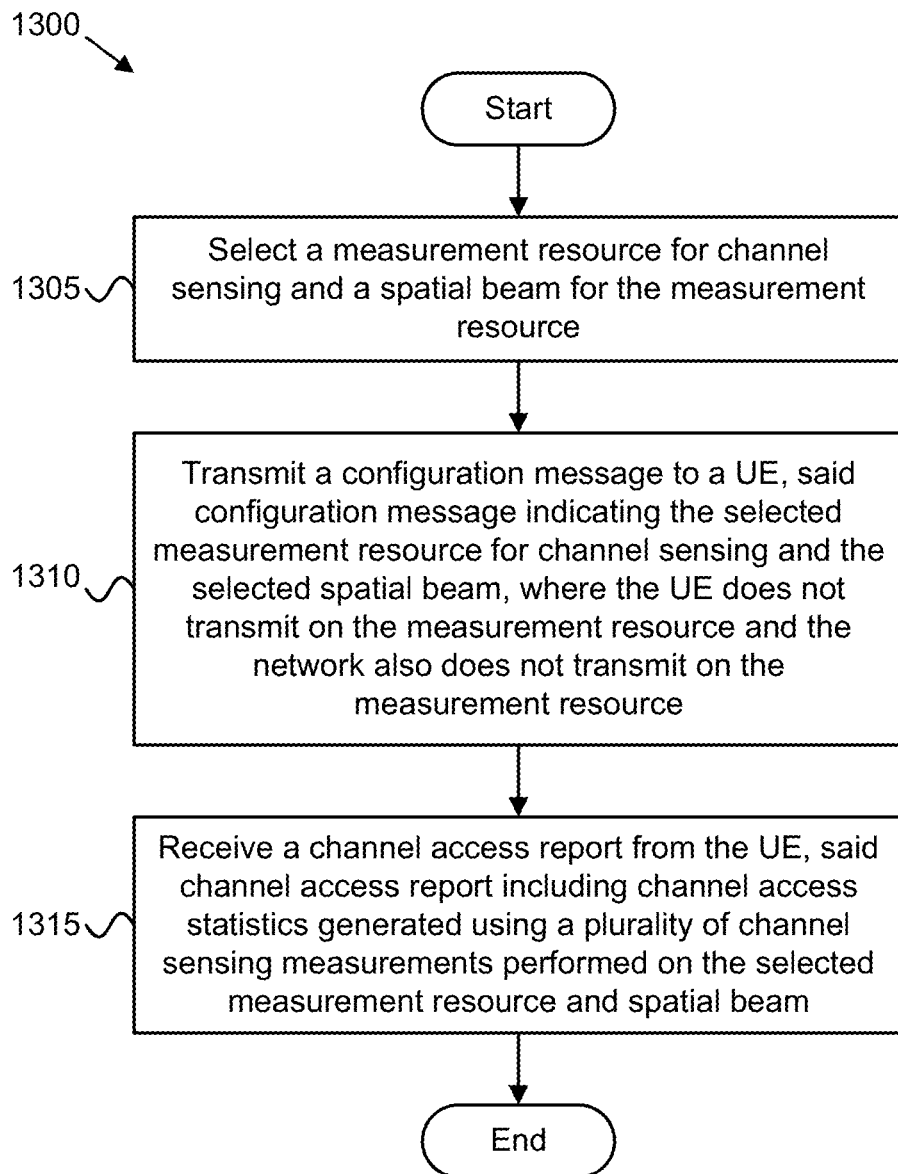 1300
Start
1305
Select a measurement resource for channel
sensing and a spatial beam for the measurement
resource
1310
Transmit a configuration message to a UE, said
configuration message indicating the selected
measurement resource for channel sensing and the
selected spatial beam, where the UE does not
transmit on the measurement resource and the
network also does not transmit on the
measurement resource
1315
Receive a channel access report from the UE, said
channel access report including channel access
statistics generated using a plurality of channel
sensing measurements performed on the selected
measurement resource and spatial beam
End